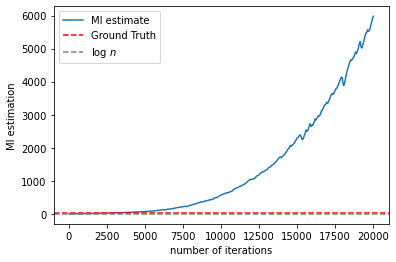 6000
5000
4000
3000
2000
1000
0
MI estimation
MI estimate
Ground Truth
log n
0 2500 5000 7500 10000 12500 15000 17500 20000
number of iterations